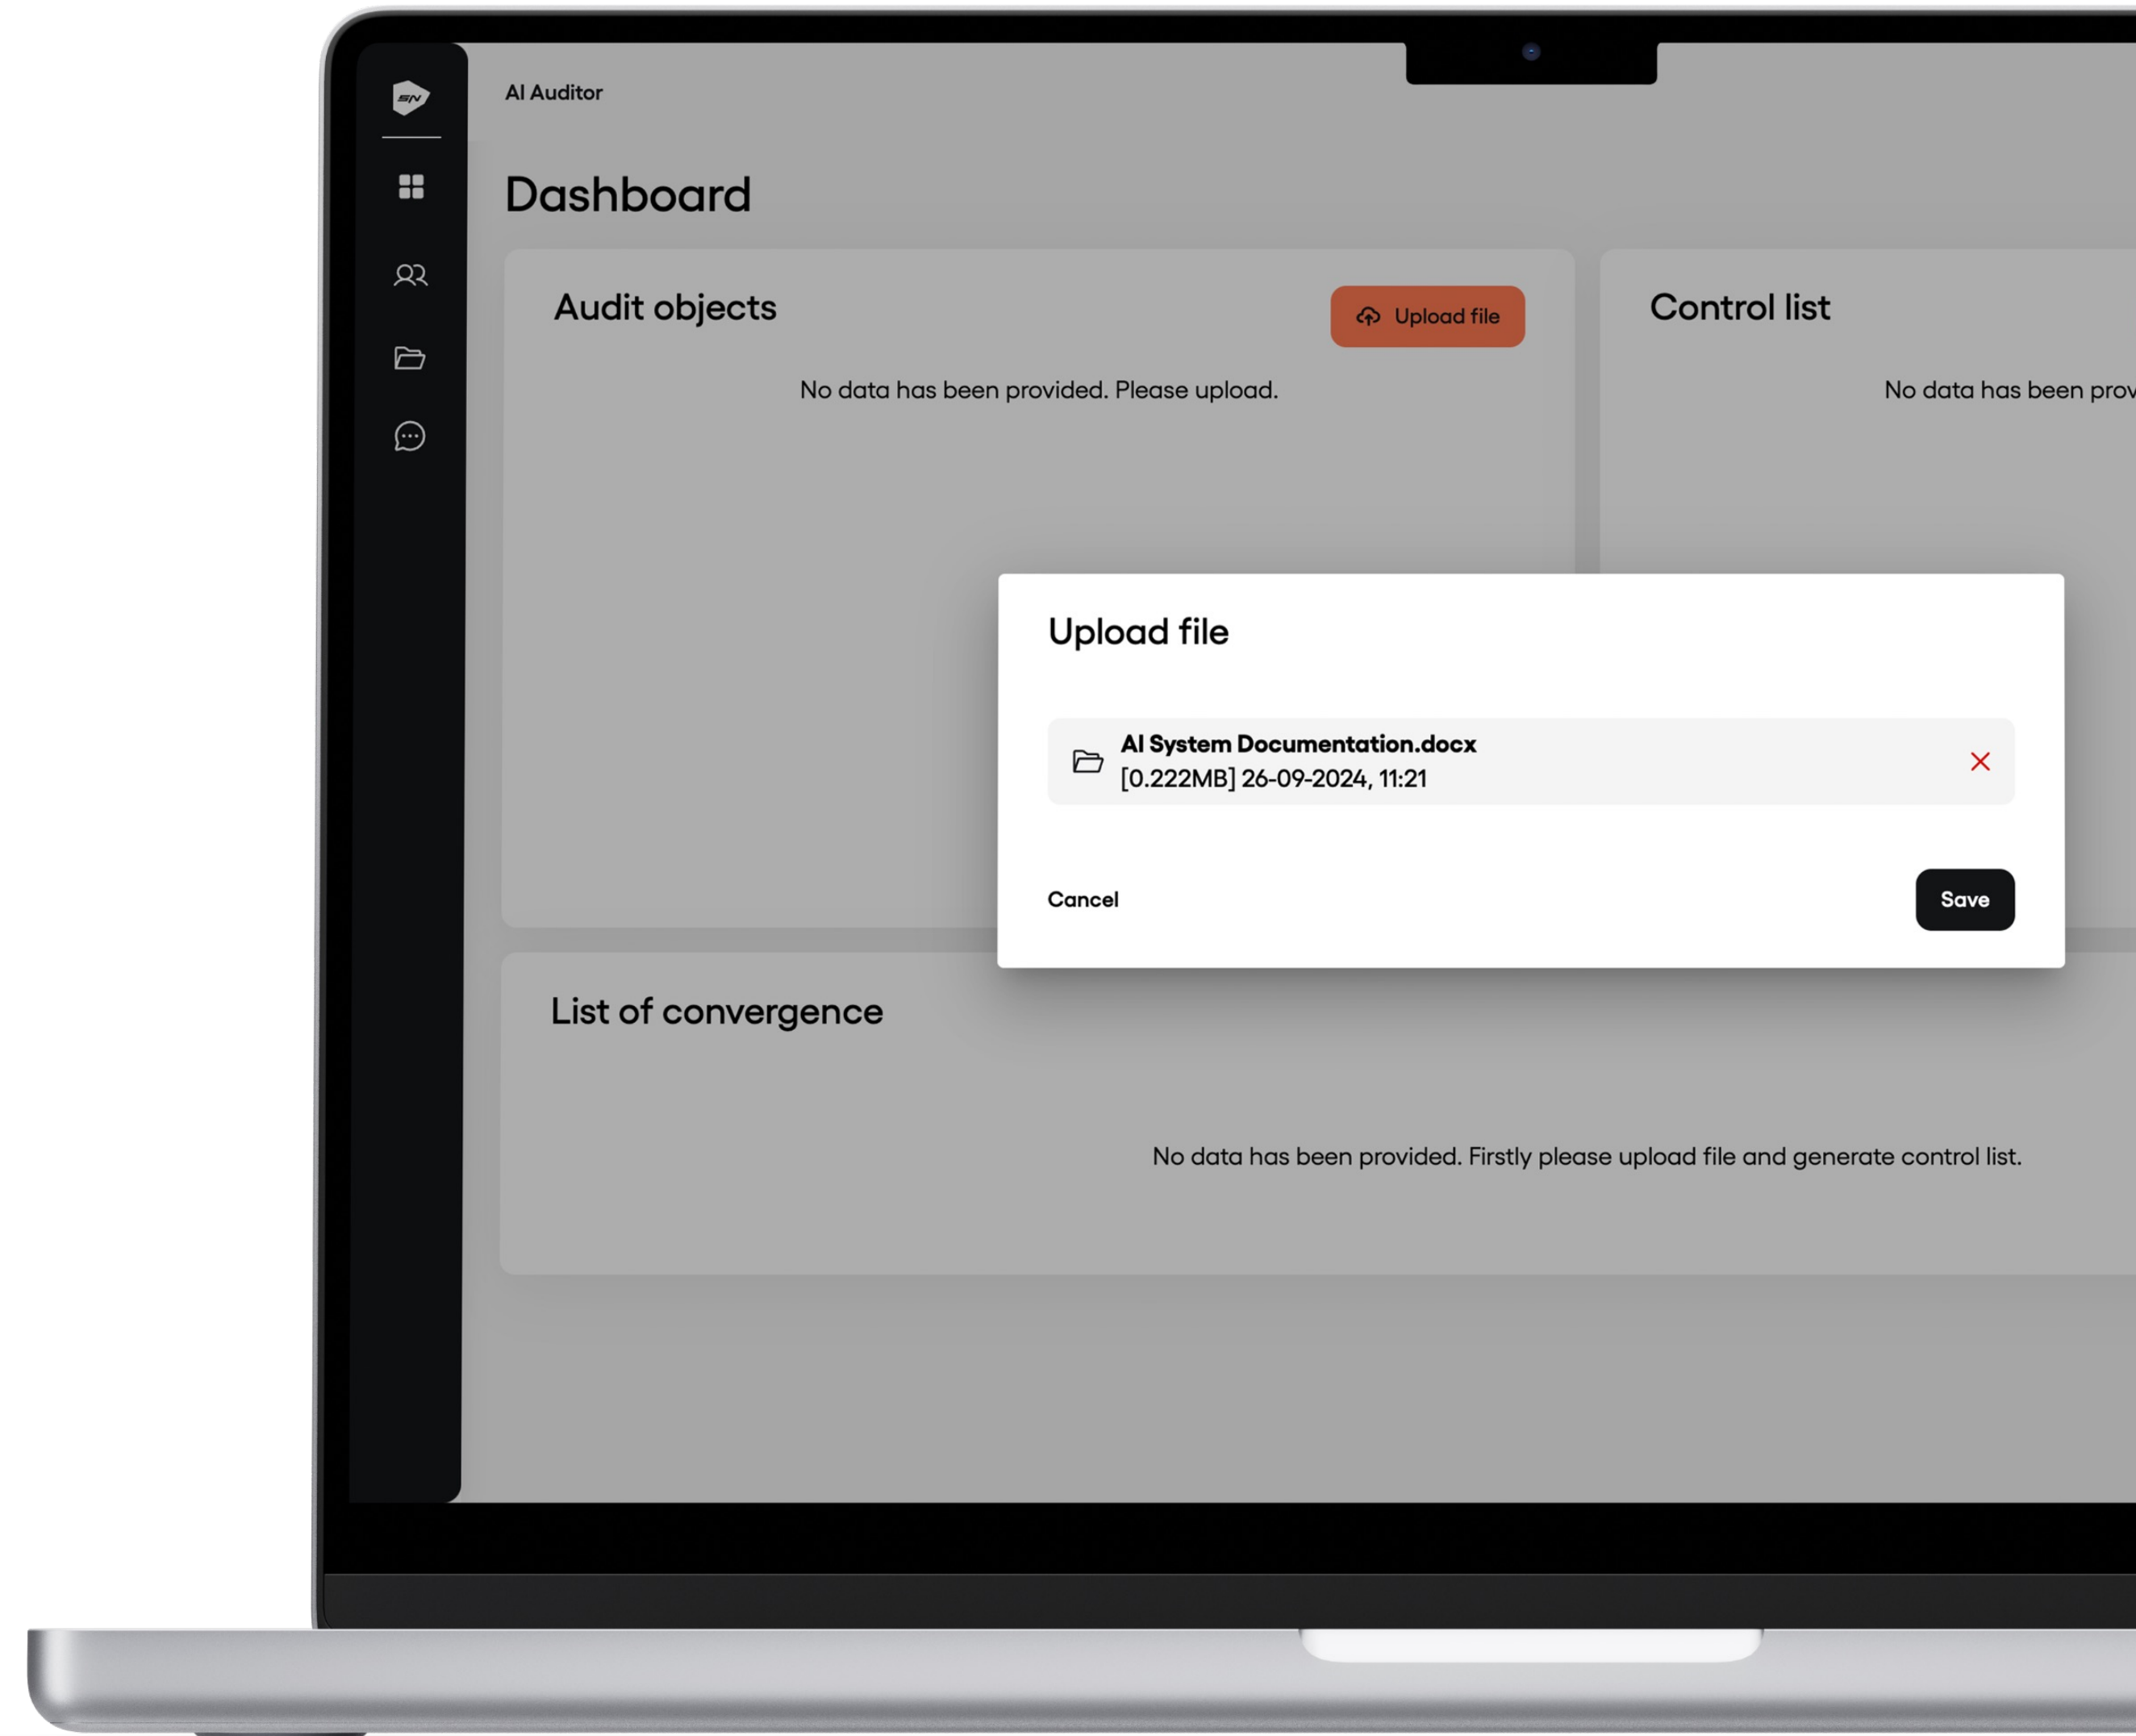 SN
AI Auditor
Dashboard
Audit objects
Upload file
Control list
No data has been provided. Please upload.
No data has been
Upload file
AI System Documentation.docx
[0.222MB] 26-09-2024, 11:21
Cancel
Save
List of convergence
No data has been provided. Firstly please upload file and generate control list.